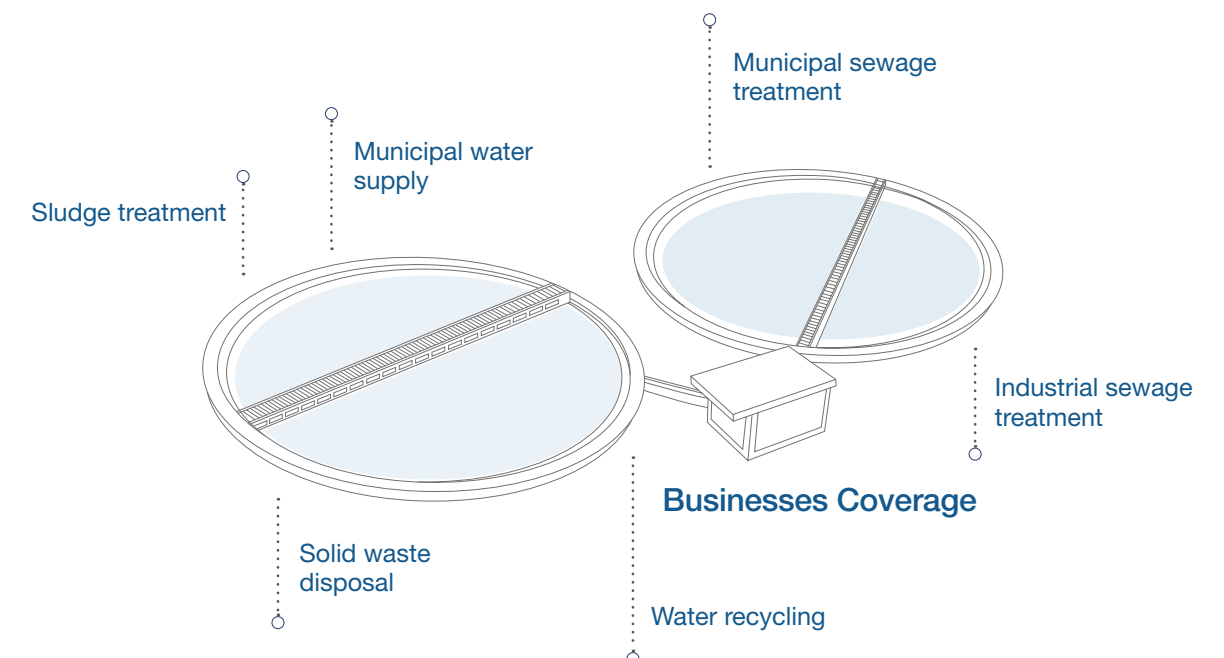 Municipal sewage
treatment
Municipal water
supply
Sludge treatment
Industrial sewage
treatment
Businesses Coverage
Solid waste
disposal
Water recycling